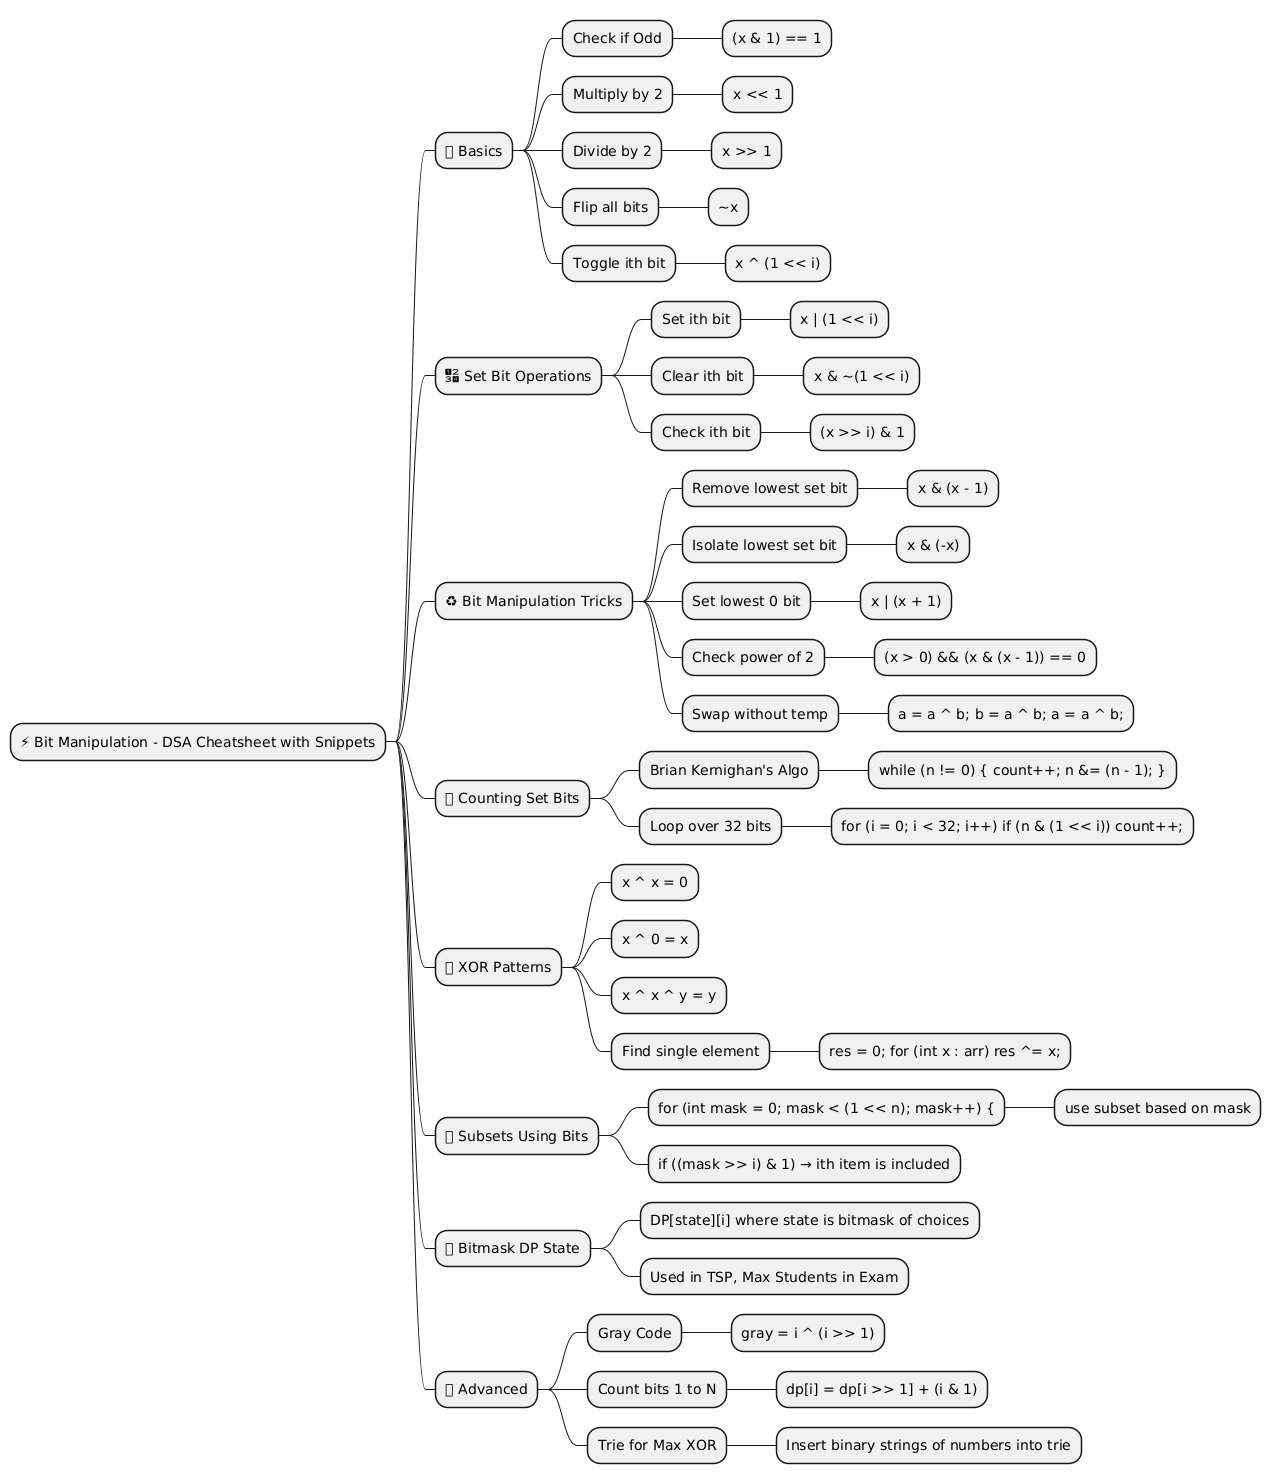 ⚡ Bit Manipulation - DSA Cheatsheet with Snippets
Basics
Check if Odd
(x & 1) == 1
Multiply by 2
x << 1
Divide by 2
x >> 1
Flip all bits
~x
Toggle ith bit
x ^ (1 << i)
🔢 Set Bit Operations
Set ith bit
x | (1 << i)
Clear ith bit
x & ~(1 << i)
Check ith bit
(x >> i) & 1
♻ Bit Manipulation Tricks
Remove lowest set bit
x & (x - 1)
Isolate lowest set bit
x & (-x)
Set lowest 0 bit
x | (x + 1)
Check power of 2
(x > 0) && (x & (x - 1)) == 0
Swap without temp
a = a ^ b; b = a ^ b; a = a ^ b;
Counting Set Bits
Brian Kernighan's Algo
while (n != 0) { count++; n &= (n - 1); }
Loop over 32 bits
for (i = 0; i < 32; i++) if (n & (1 << i)) count++;
XOR Patterns
x ^ x = 0
x ^ 0 = x
x ^ x ^ y = y
Find single element
res = 0; for (int x : arr) res ^= x;
Subsets Using Bits
for (int mask = 0; mask < (1 << n); mask++) {
use subset based on mask
if ((mask >> i) & 1) → ith item is included
Bitmask DP State
DP[state][i] where state is bitmask of choices
Used in TSP, Max Students in Exam
Advanced
Gray Code
gray = i ^ (i >> 1)
Count bits 1 to N
dp[i] = dp[i >> 1] + (i & 1)
Trie for Max XOR
Insert binary strings of numbers into trie